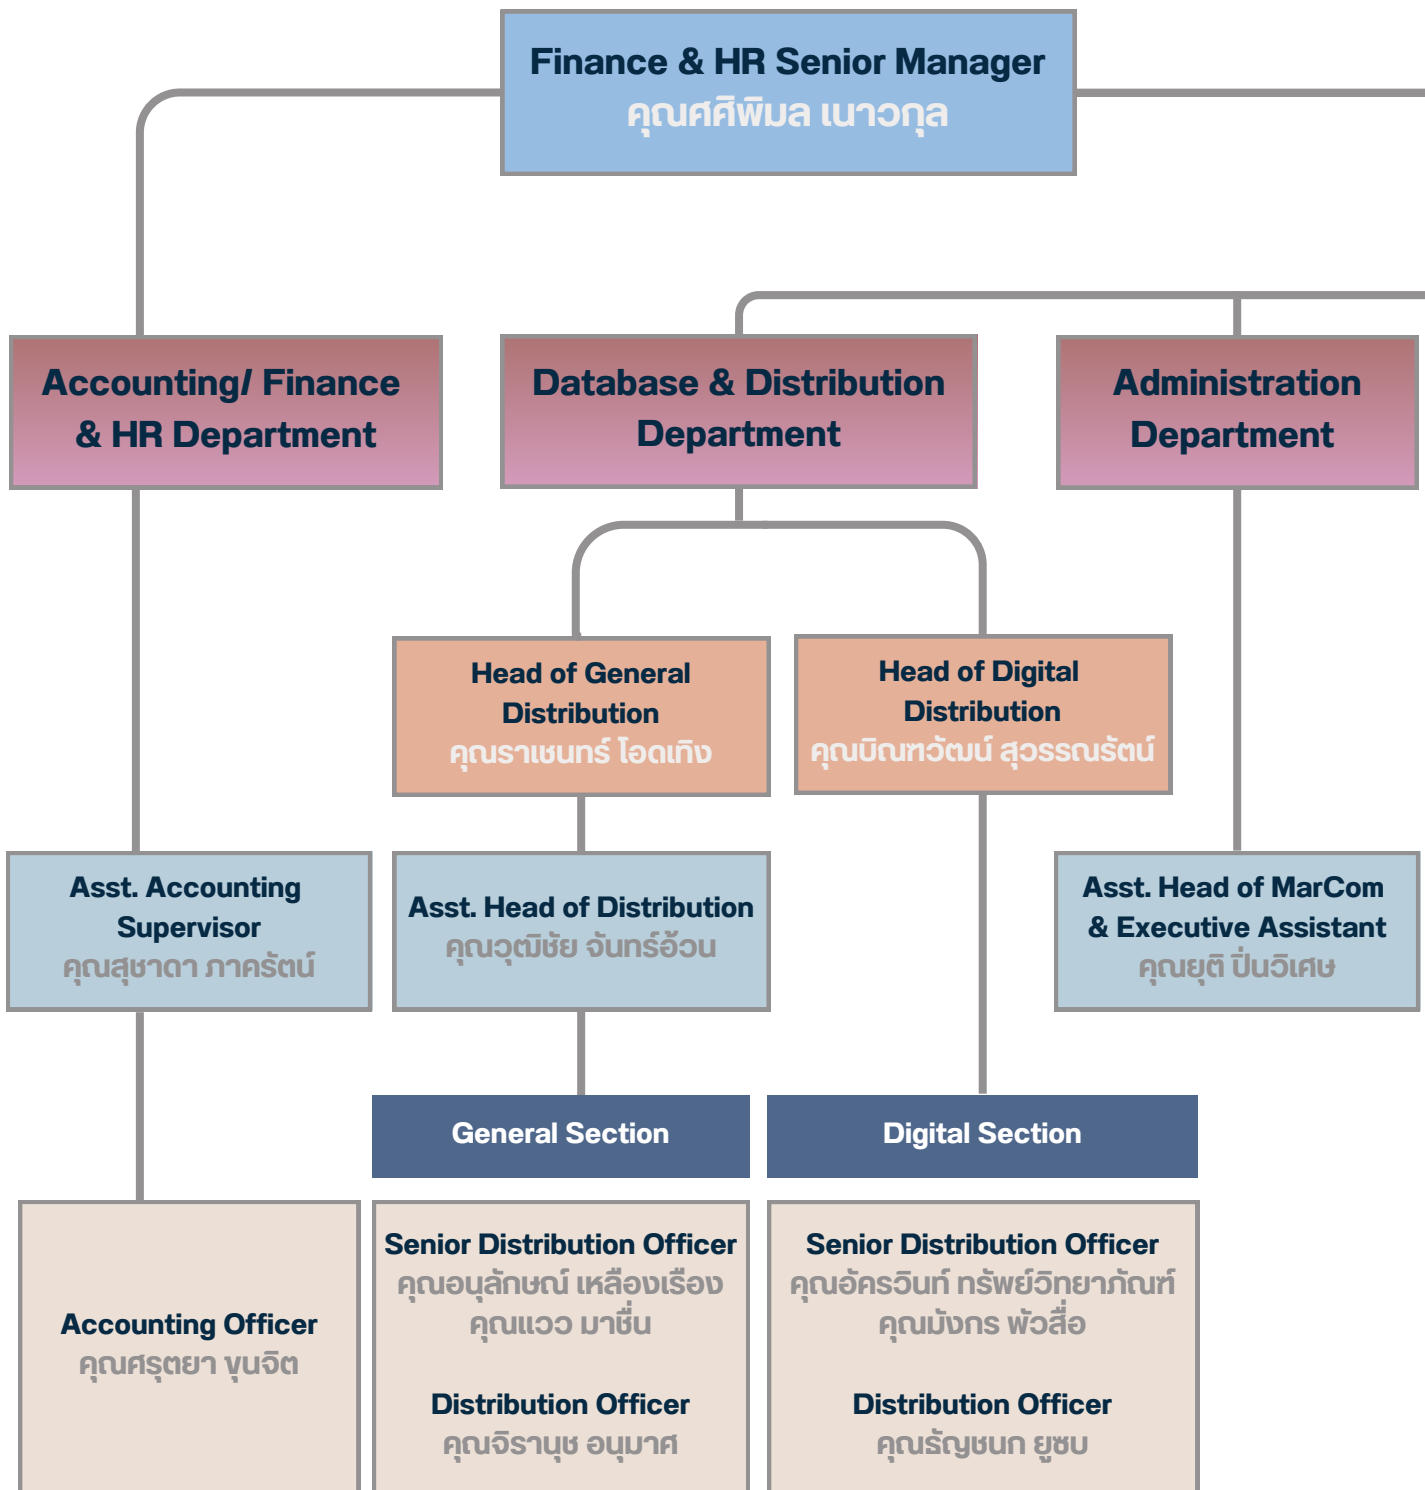 Finance & HR Senior Manager
คุณศศิพิมล เนาวกุล
Accounting/ Finance
& HR Department
Database & Distribution
Department
Administration
Department
Head of General
Distribution
คุณราเชนทร์ โอดเทิง
Head of Digital
Distribution
คุณบิณฑวัฒน์ สุวรรณรัตน์
Asst. Accounting
Supervisor
คุณสุชาดา ภาครัตน์
Asst. Head of Distribution
คุณวุฒิชัย จันทร์อ้วน
Asst. Head of MarCom
& Executive Assistant
คุณยุติ ปิ่นวิเศษ
General Section
Digital Section
Accounting Officer
คุณศรุตยา ขุนจิต
Senior Distribution Officer
คุณอนุลักษณ์ เหลืองเรือง
คุณแวว มาชื่น
Distribution Officer
คุณจิรานุช อนุมาศ
Senior Distribution Officer
คุณอัครวินท์ ทรัพย์วิทยาภัณฑ์
คุณมังกร พัวสื่อ
Distribution Officer
คุณธัญชนก ยูซบ